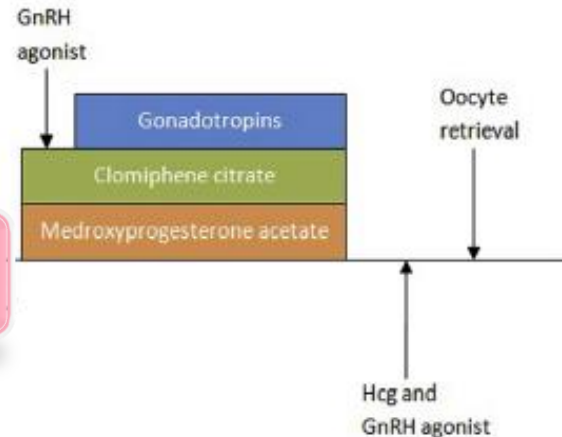 GnRH
agonist
Gonadotropins
Clomiphene citrate
Medroxyprogesterone acetate
Oocyte
retrieval
Hcg and
GnRH agonist